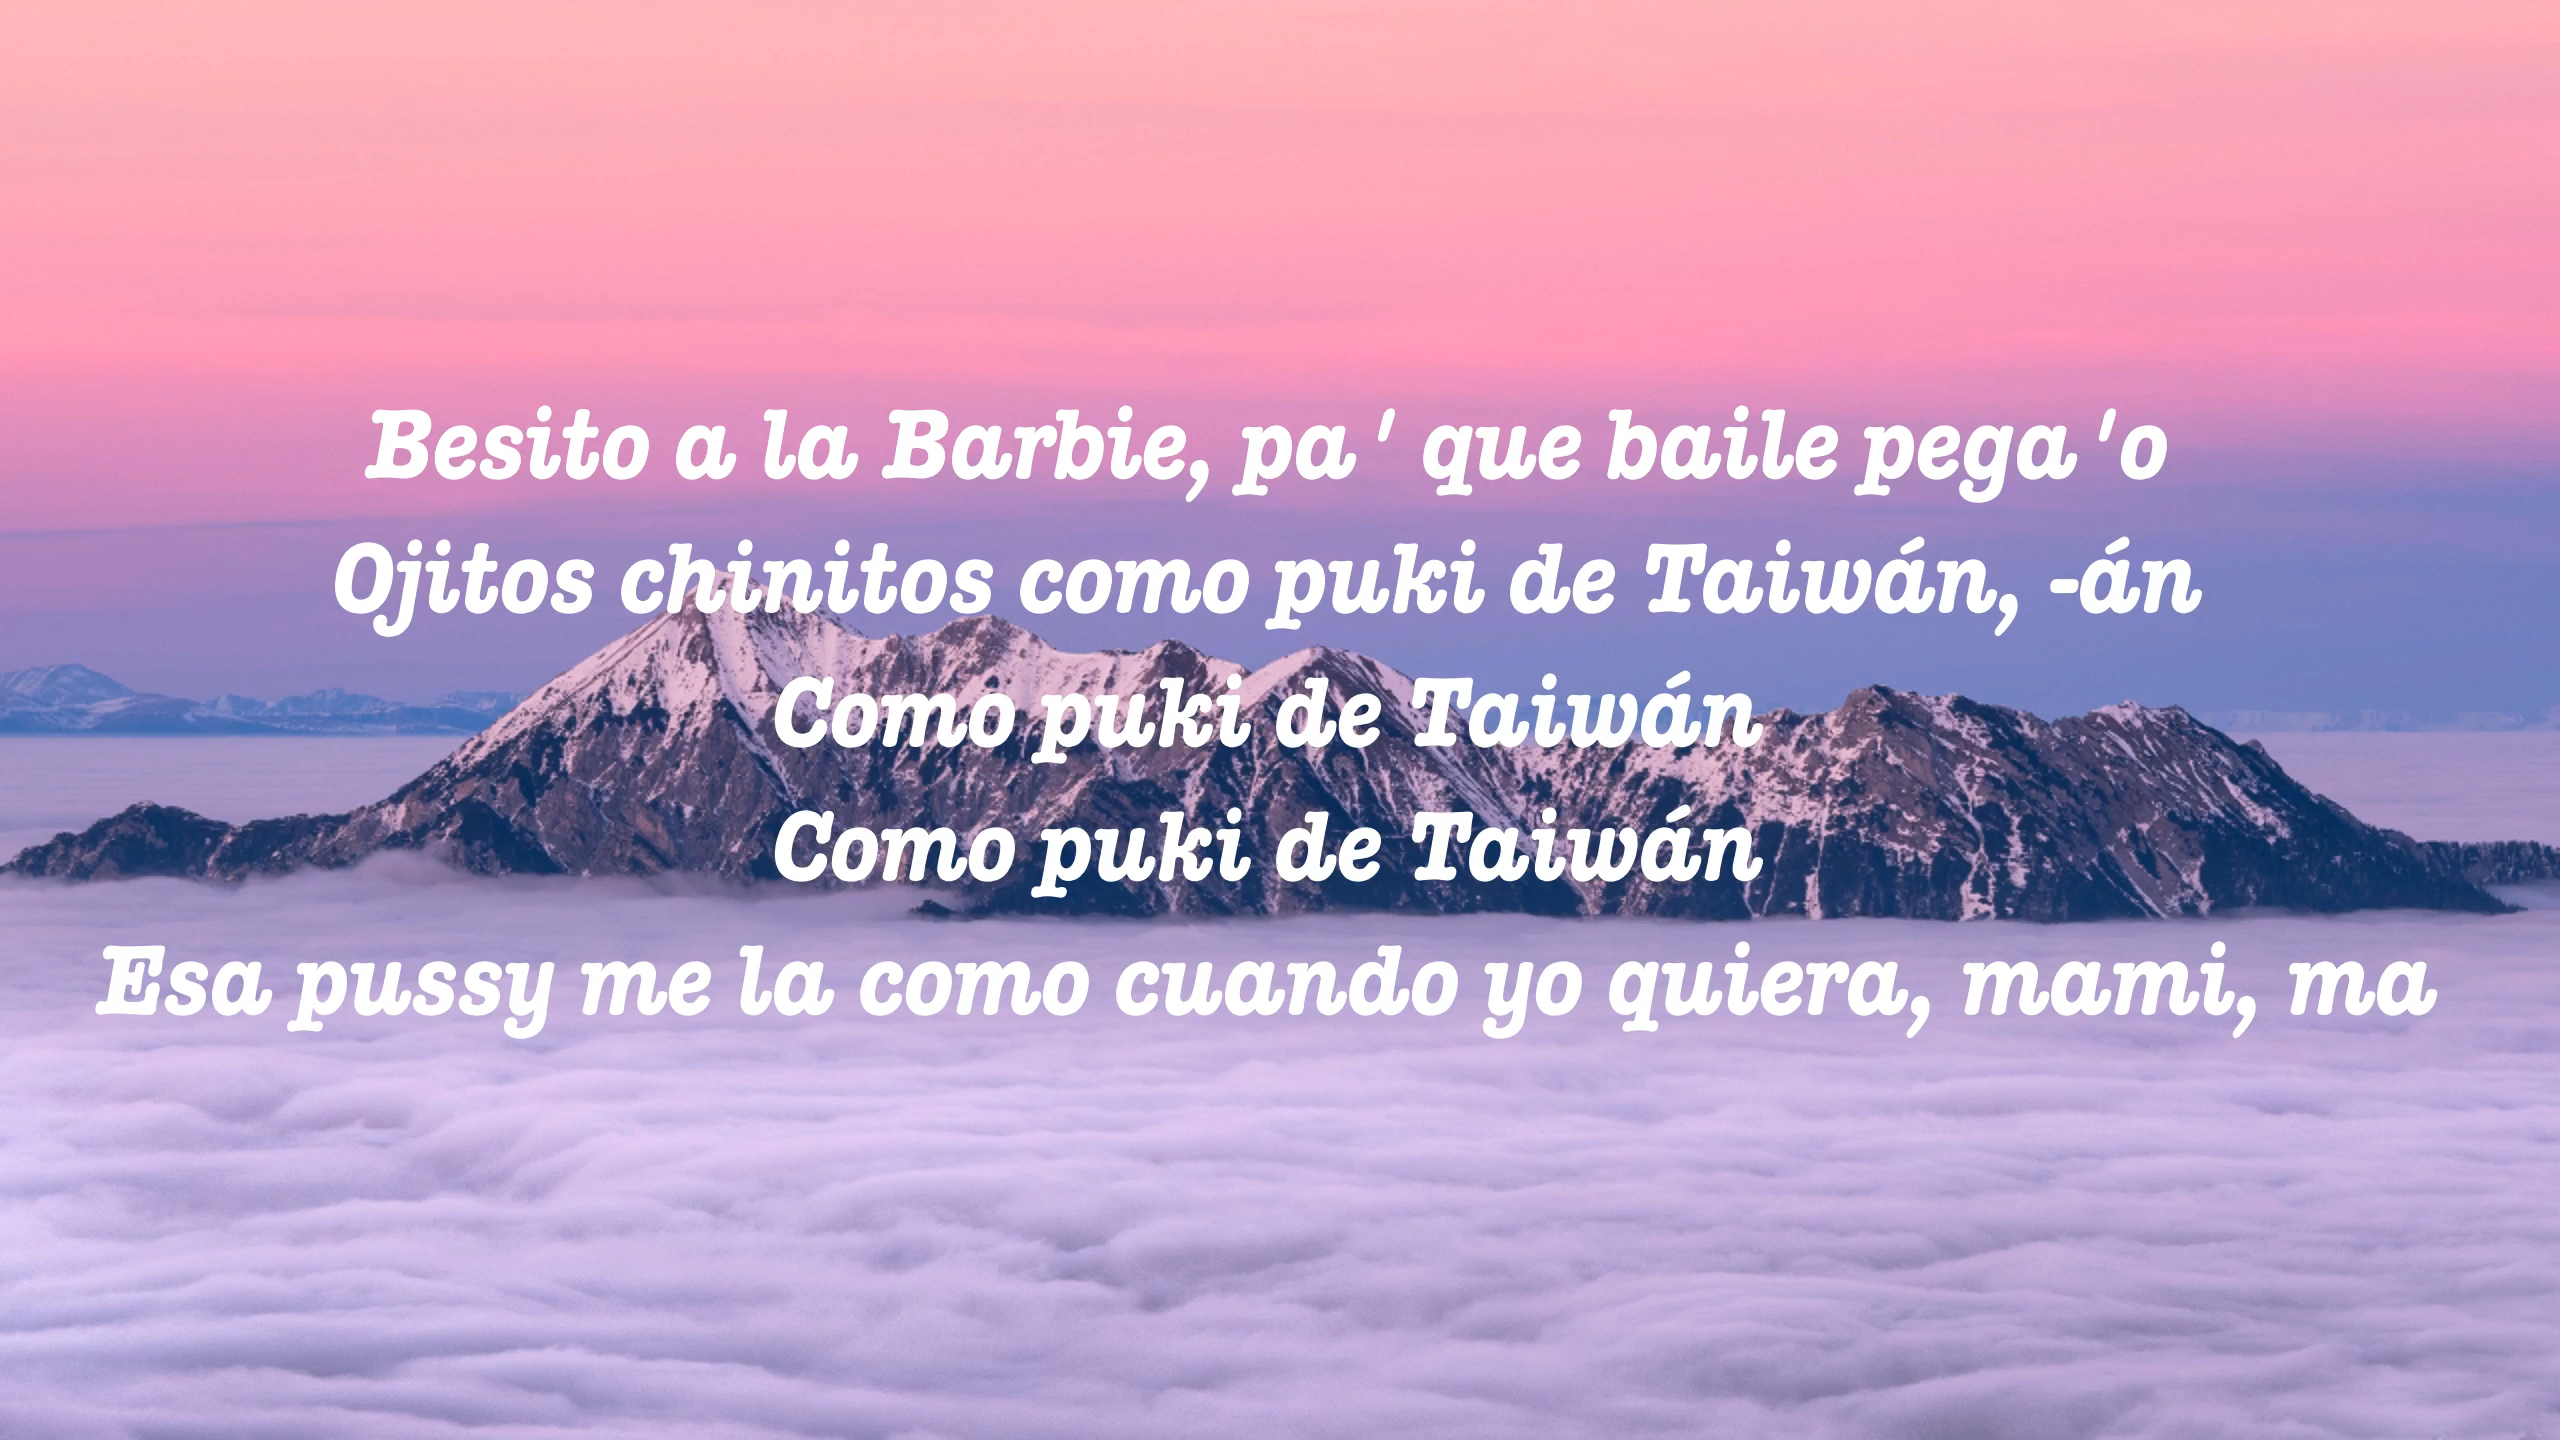 Besito a la Barbie, pa' que baile pega'o
Ojitos chinitos como puki de Taiwán, -án
Como puki de Taiwán
Como puki de Taiwán
Esa pussy me la como cuando yo quiera, mami, ma